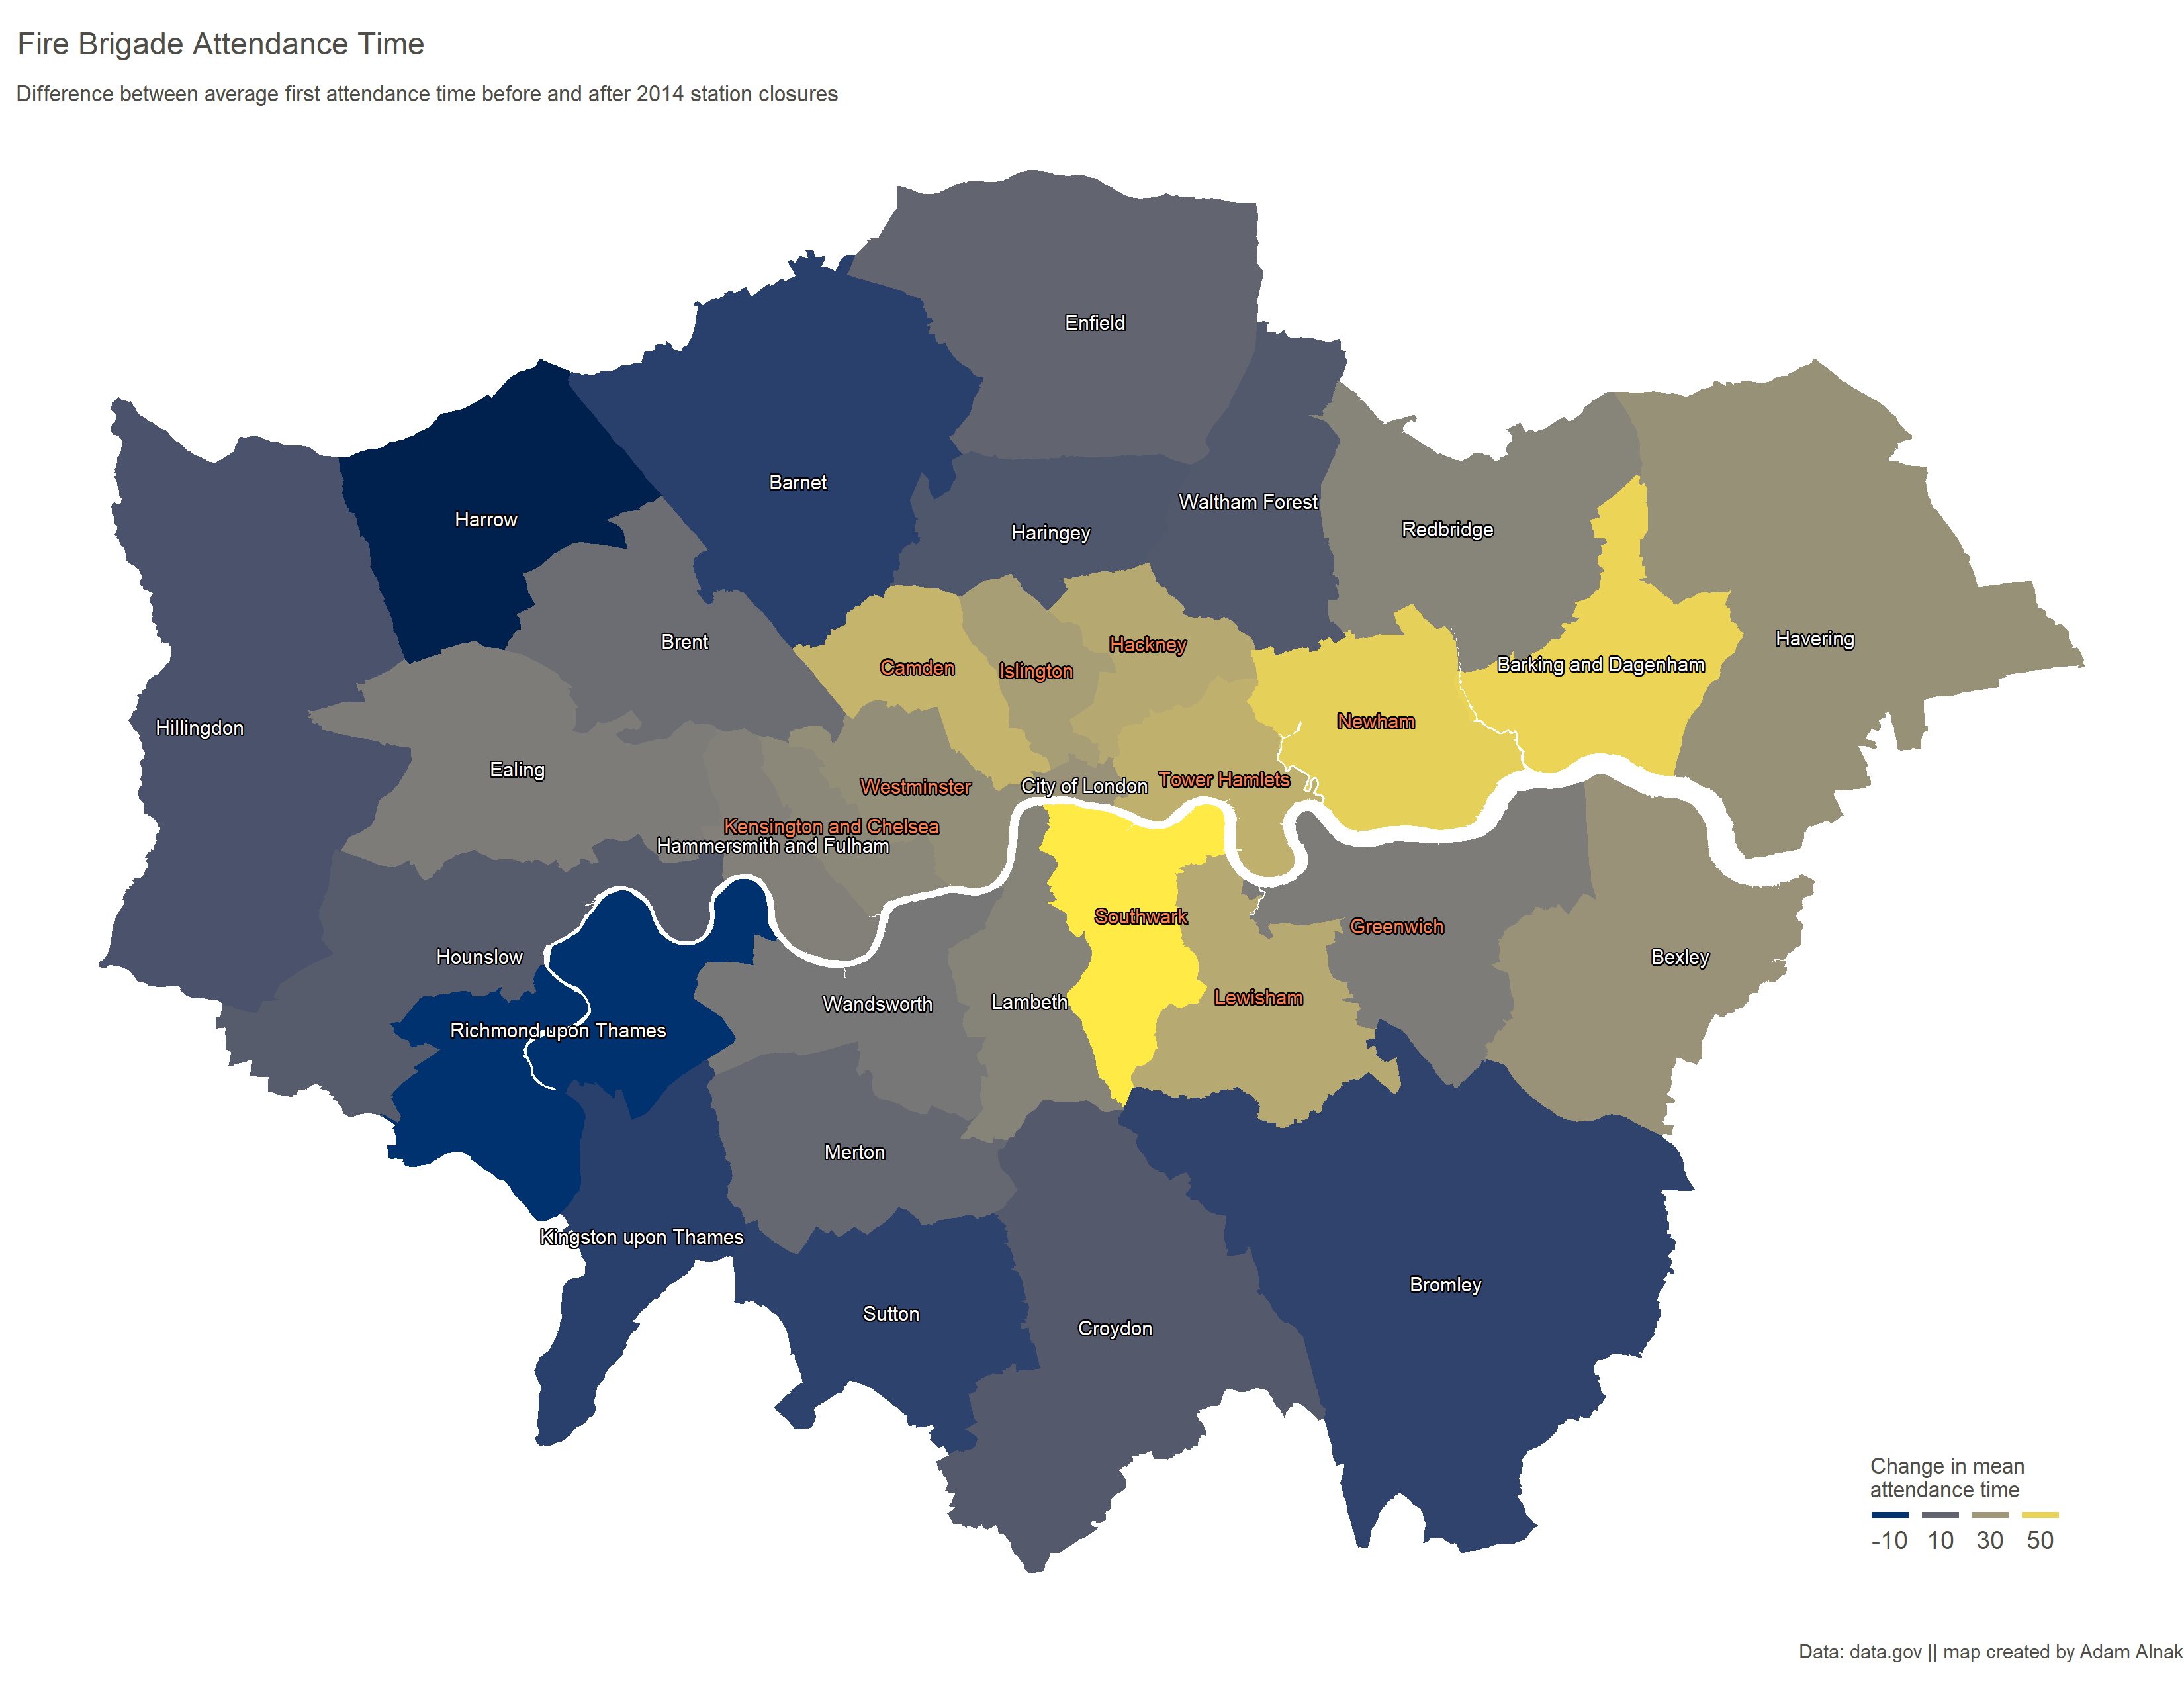 Fire Brigade Attendance Time
Difference between average first attendance time before and after 2014 station closures
Enfield
Barnet
Waltham Forest
Harrow
Redbridge
Haringey
Havering
Brent
Hackney
Barking and Dagenham
Camden
Islington
Newham
Hillingdon
Ealing
Tower Hamlets
City of London
Westminster
Kensington and Chelsea
Hammersmith and Fulham
Southwark
Greenwich
Hounslow
Bexley
Lewisham
Lambeth
Wandsworth
Richmond upon Thames
Merton
Kingston upon Thames
Bromley
Sutton
Croydon
Change in mean
attendance time
-10 10 30 50
Data: data.gov || map created by Adam Alnak